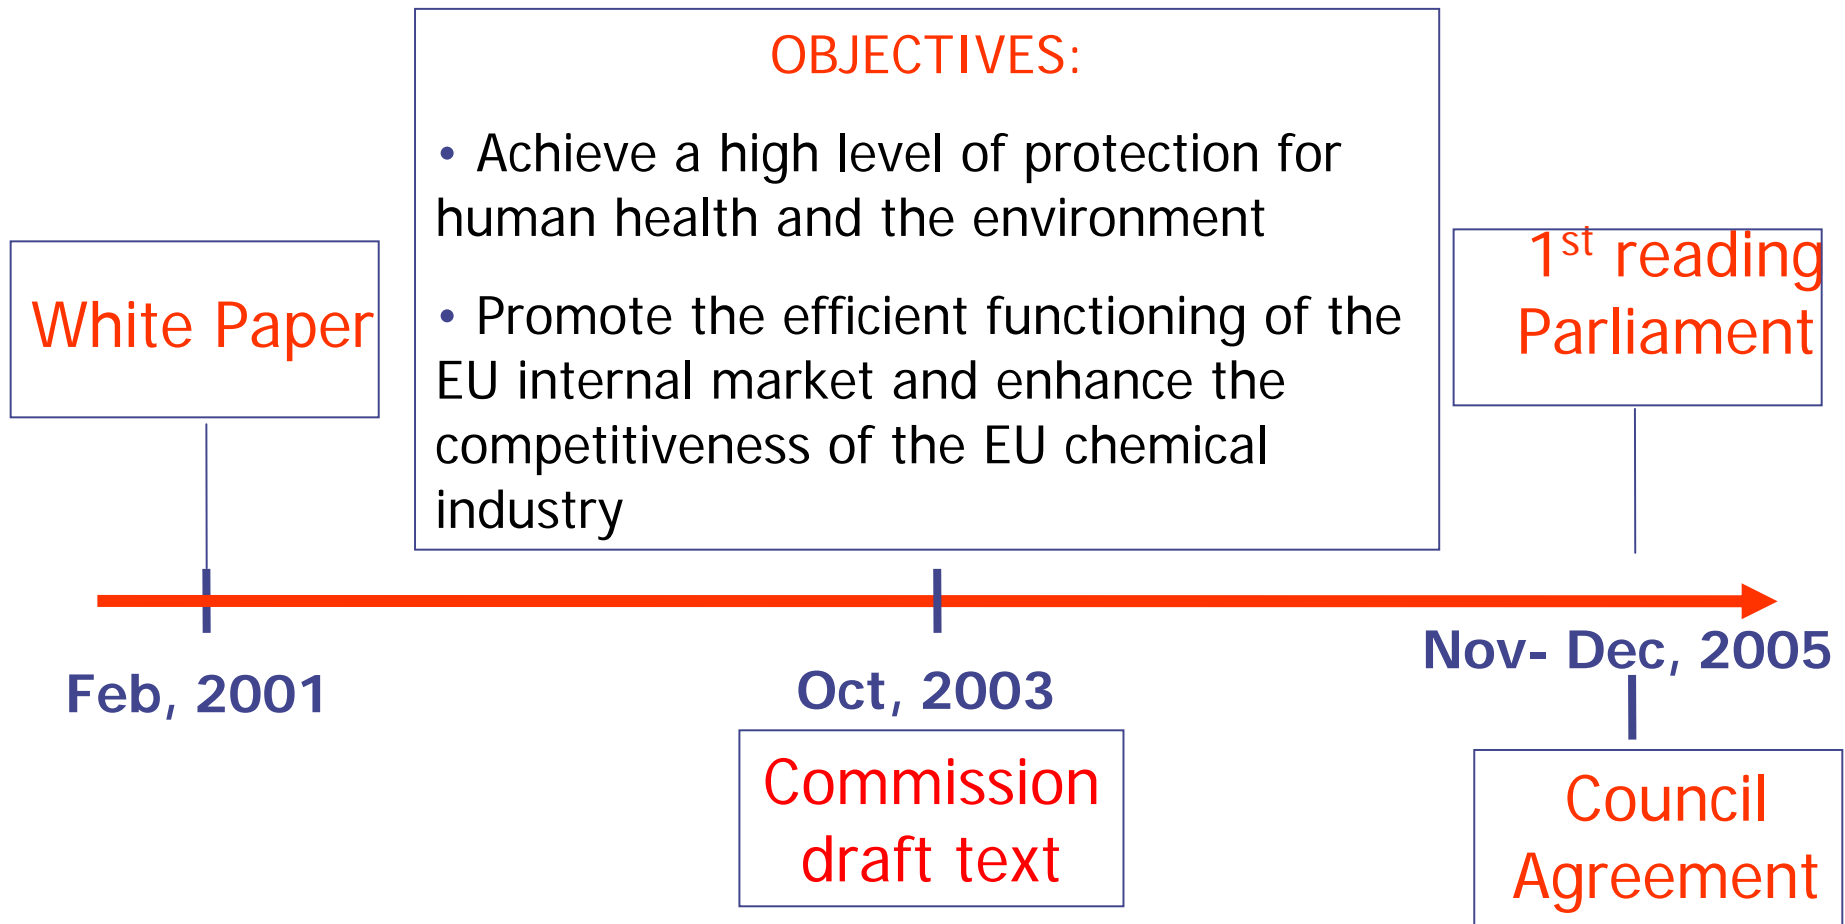 OBJECTIVES:
• Achieve a high level of protection for
human health and the environment
• Promote the efficient functioning of the
EU internal market and enhance the
competitiveness of the EU chemical
industry
White Paper
1st reading
Parliament
Feb, 2001
Oct, 2003
Nov- Dec, 2005
Commission
draft text
Council
Agreement